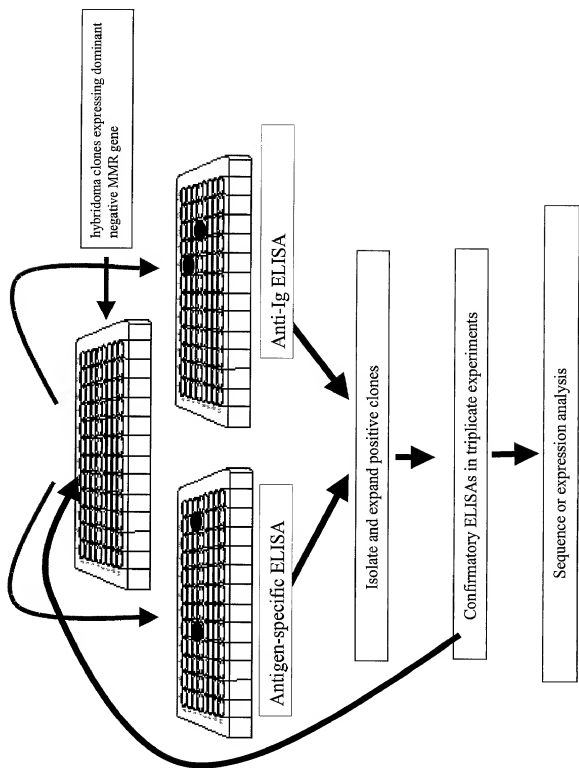 hybridoma clones expressing dominant
negative MMR gene
Antigen-specific ELISA
Anti-Ig ELISA
Isolate and expand positive clones
Confirmatory ELISAs in triplicate experiments
Sequence or expression analysis